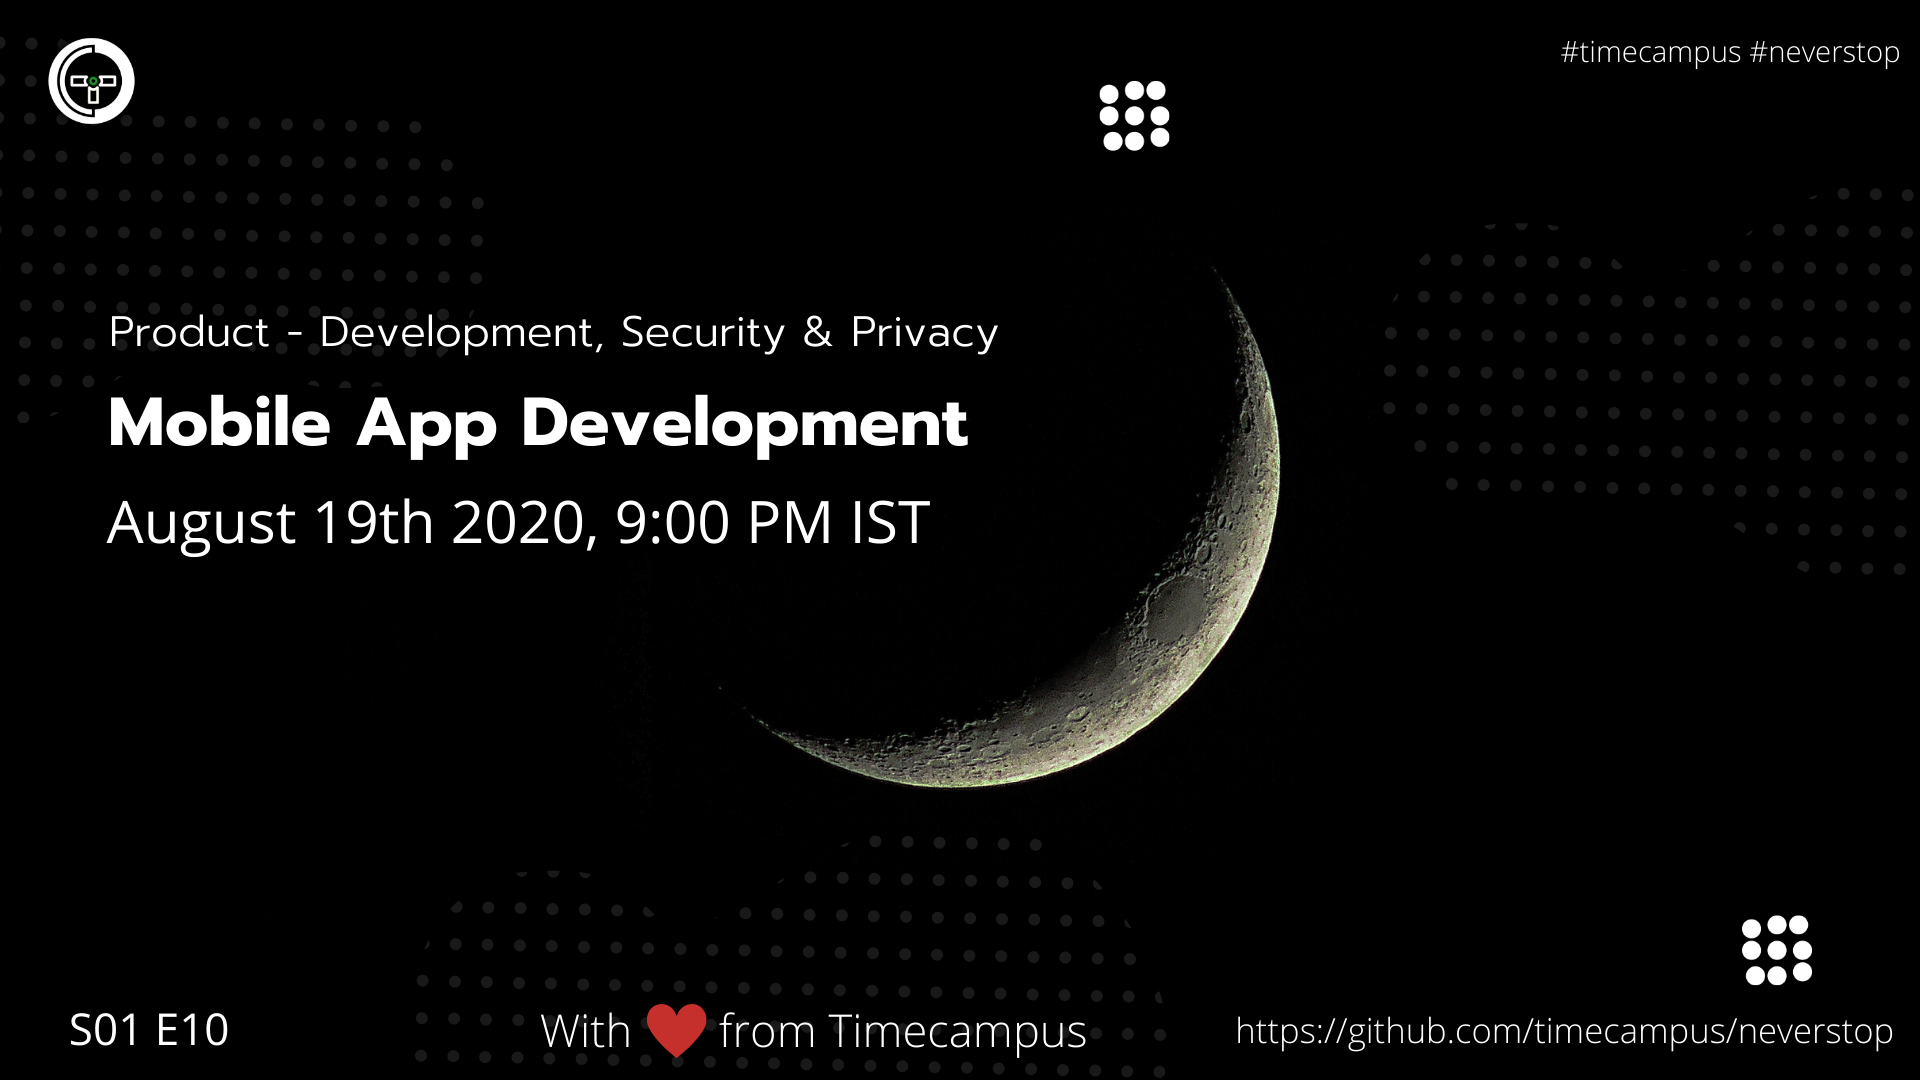 #timecampus #neverstop
Product - Development, Security & Privacy
Mobile App Development
August 19th 2020, 9:00 PM IST
S01 E10
With from Timecampus
https://github.com/timecampus/neverstop